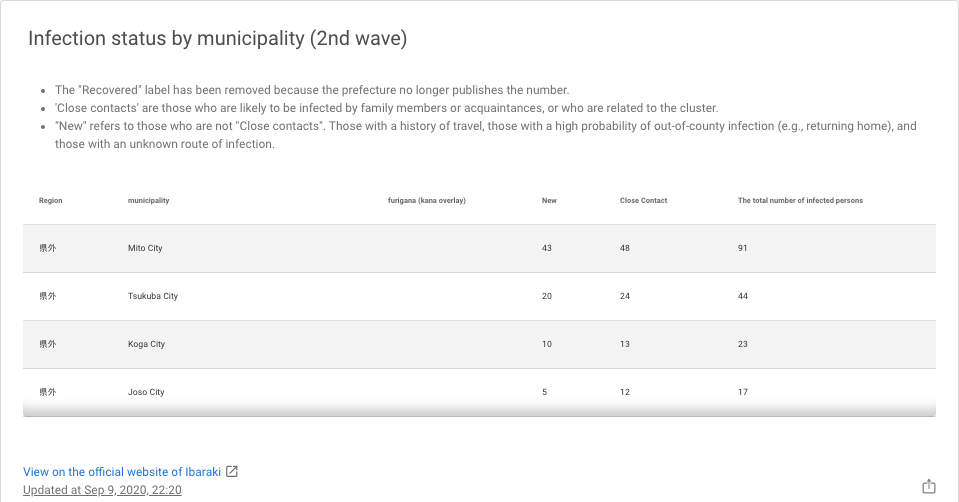 Infection status by municipality (2nd wave)
The "Recovered" label has been removed because the prefecture no longer publishes the number.
'Close contacts' are those who are likely to be infected by family members or acquaintances, or who are related to the cluster.
"New" refers to those who are not "Close contacts". Those with a history of travel, those with a high probability of out-of-county infection (e.g., returning home), and
those with an unknown route of infection.
Region municipality furigana (kana overlay) New Close Contact The total number of infected persons
県外 Mito City 43 48 91
県外 Tsukuba City 20 24 44
県外 Koga City 10 13 23
県外 Joso City 5 12 17
View on the official website of Ibaraki
Updated at Sep 9, 2020, 22:20